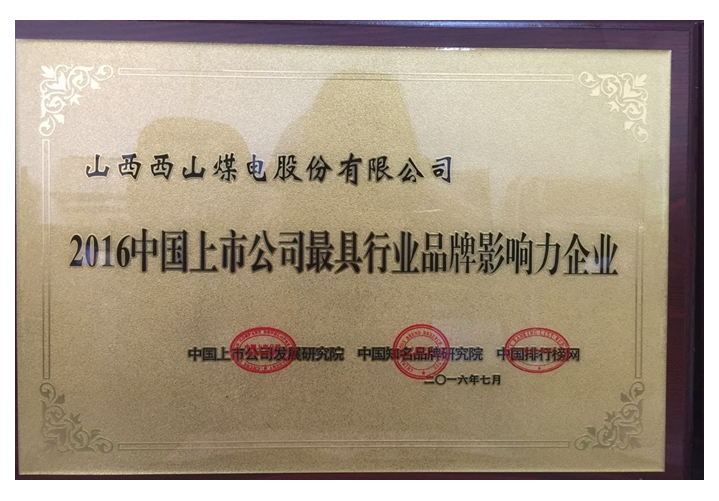 山西西山煤电股份有限公司
2016中国上市公司最具行业品牌影响力企业
中国上市公司发展研究院 中国知名品牌研究院 中国排行榜网
二〇一六年七月